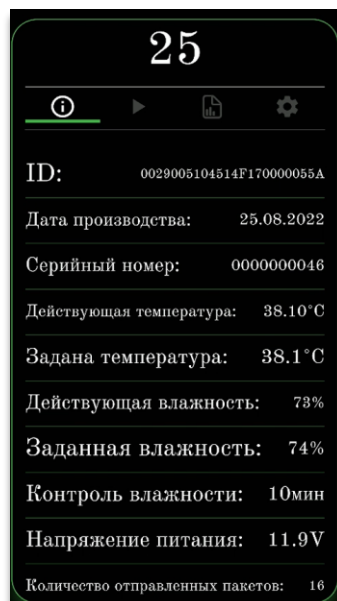 25
ID: 0029005104514F170000055A
Дата производства: 25.08.2022
Серийный номер: 0000000046
Действующая температура: 38.10°C
Задана температура: 38.1°C
Действующая влажность: 73%
Заданная влажность: 74%
Контроль влажности: 10мин
Напряжение питания: 11.9V
Количество отправленных пакетов: 16